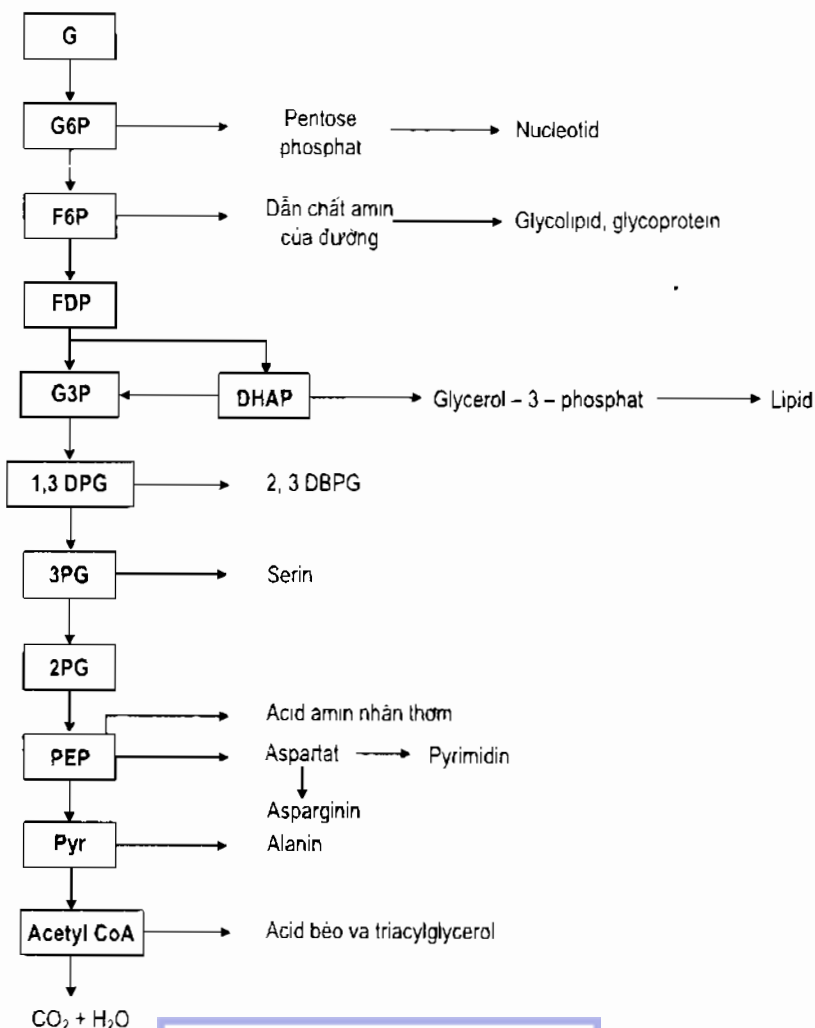 G
G6P
Pentose
phosphat
Nucleotid
F6P
Dẫn chất amin
của đường
Glycolipid, glycoprotein
FDP
G3P
DHAP
Glycerol – 3 – phosphat
Lipid
1,3 DPG
2, 3 DBPG
3PG
Serin
2PG
Acid amin nhân thơm
PEP
Aspartat
Pyrimidin
Asparginin
Pyr
Alanin
Acetyl CoA
Acid béo va triacylglycerol
CO₂ + H₂O